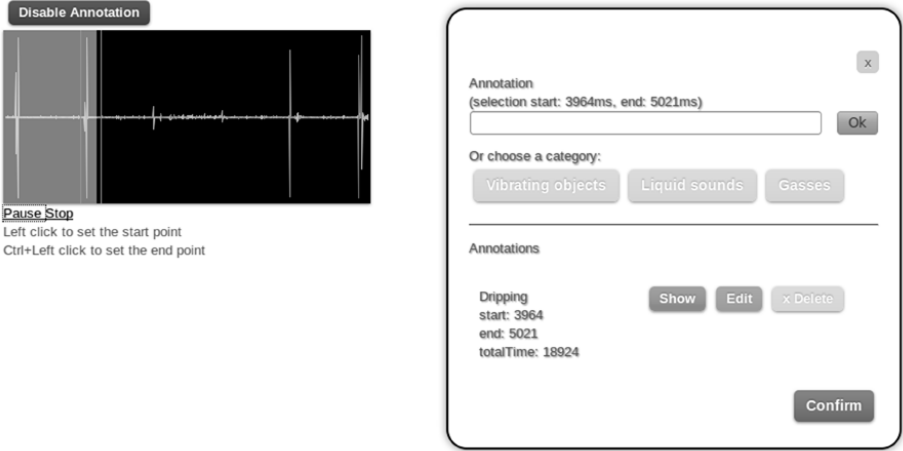 Disable Annotation
Pause Stop
Left click to set the start point
Ctrl+Left click to set the end point
x
Annotation
(selection start: 3964ms, end: 5021ms)
Ok
Or choose a category:
Vibrating objects Liquid sounds Gasses
Annotations
Dripping Show Edit x Delete
start: 3964
end: 5021
totalTime: 18924
Confirm